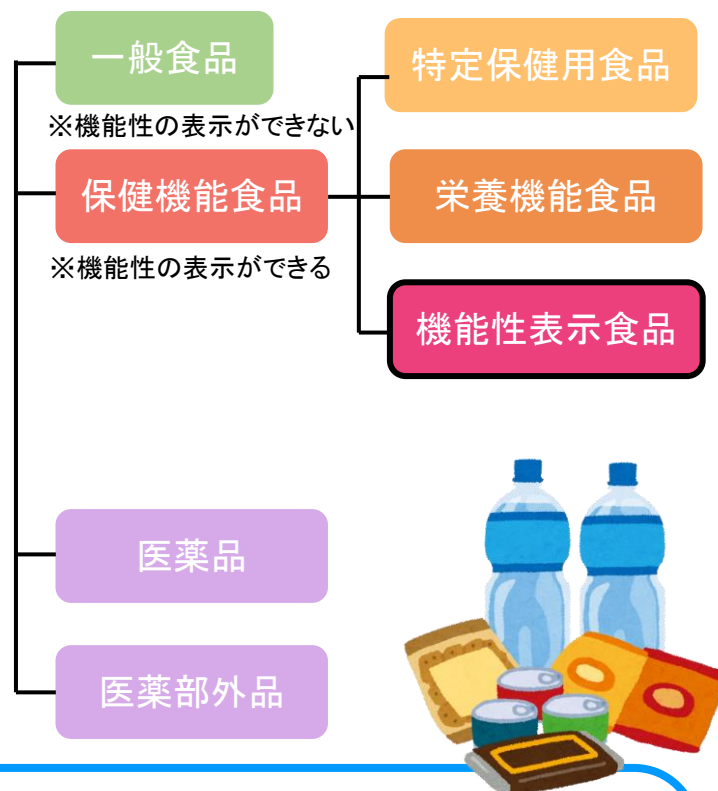 一般食品
※機能性の表示ができない
保健機能食品
※機能性の表示ができる
特定保健用食品
栄養機能食品
機能性表示食品
医薬品
医薬部外品